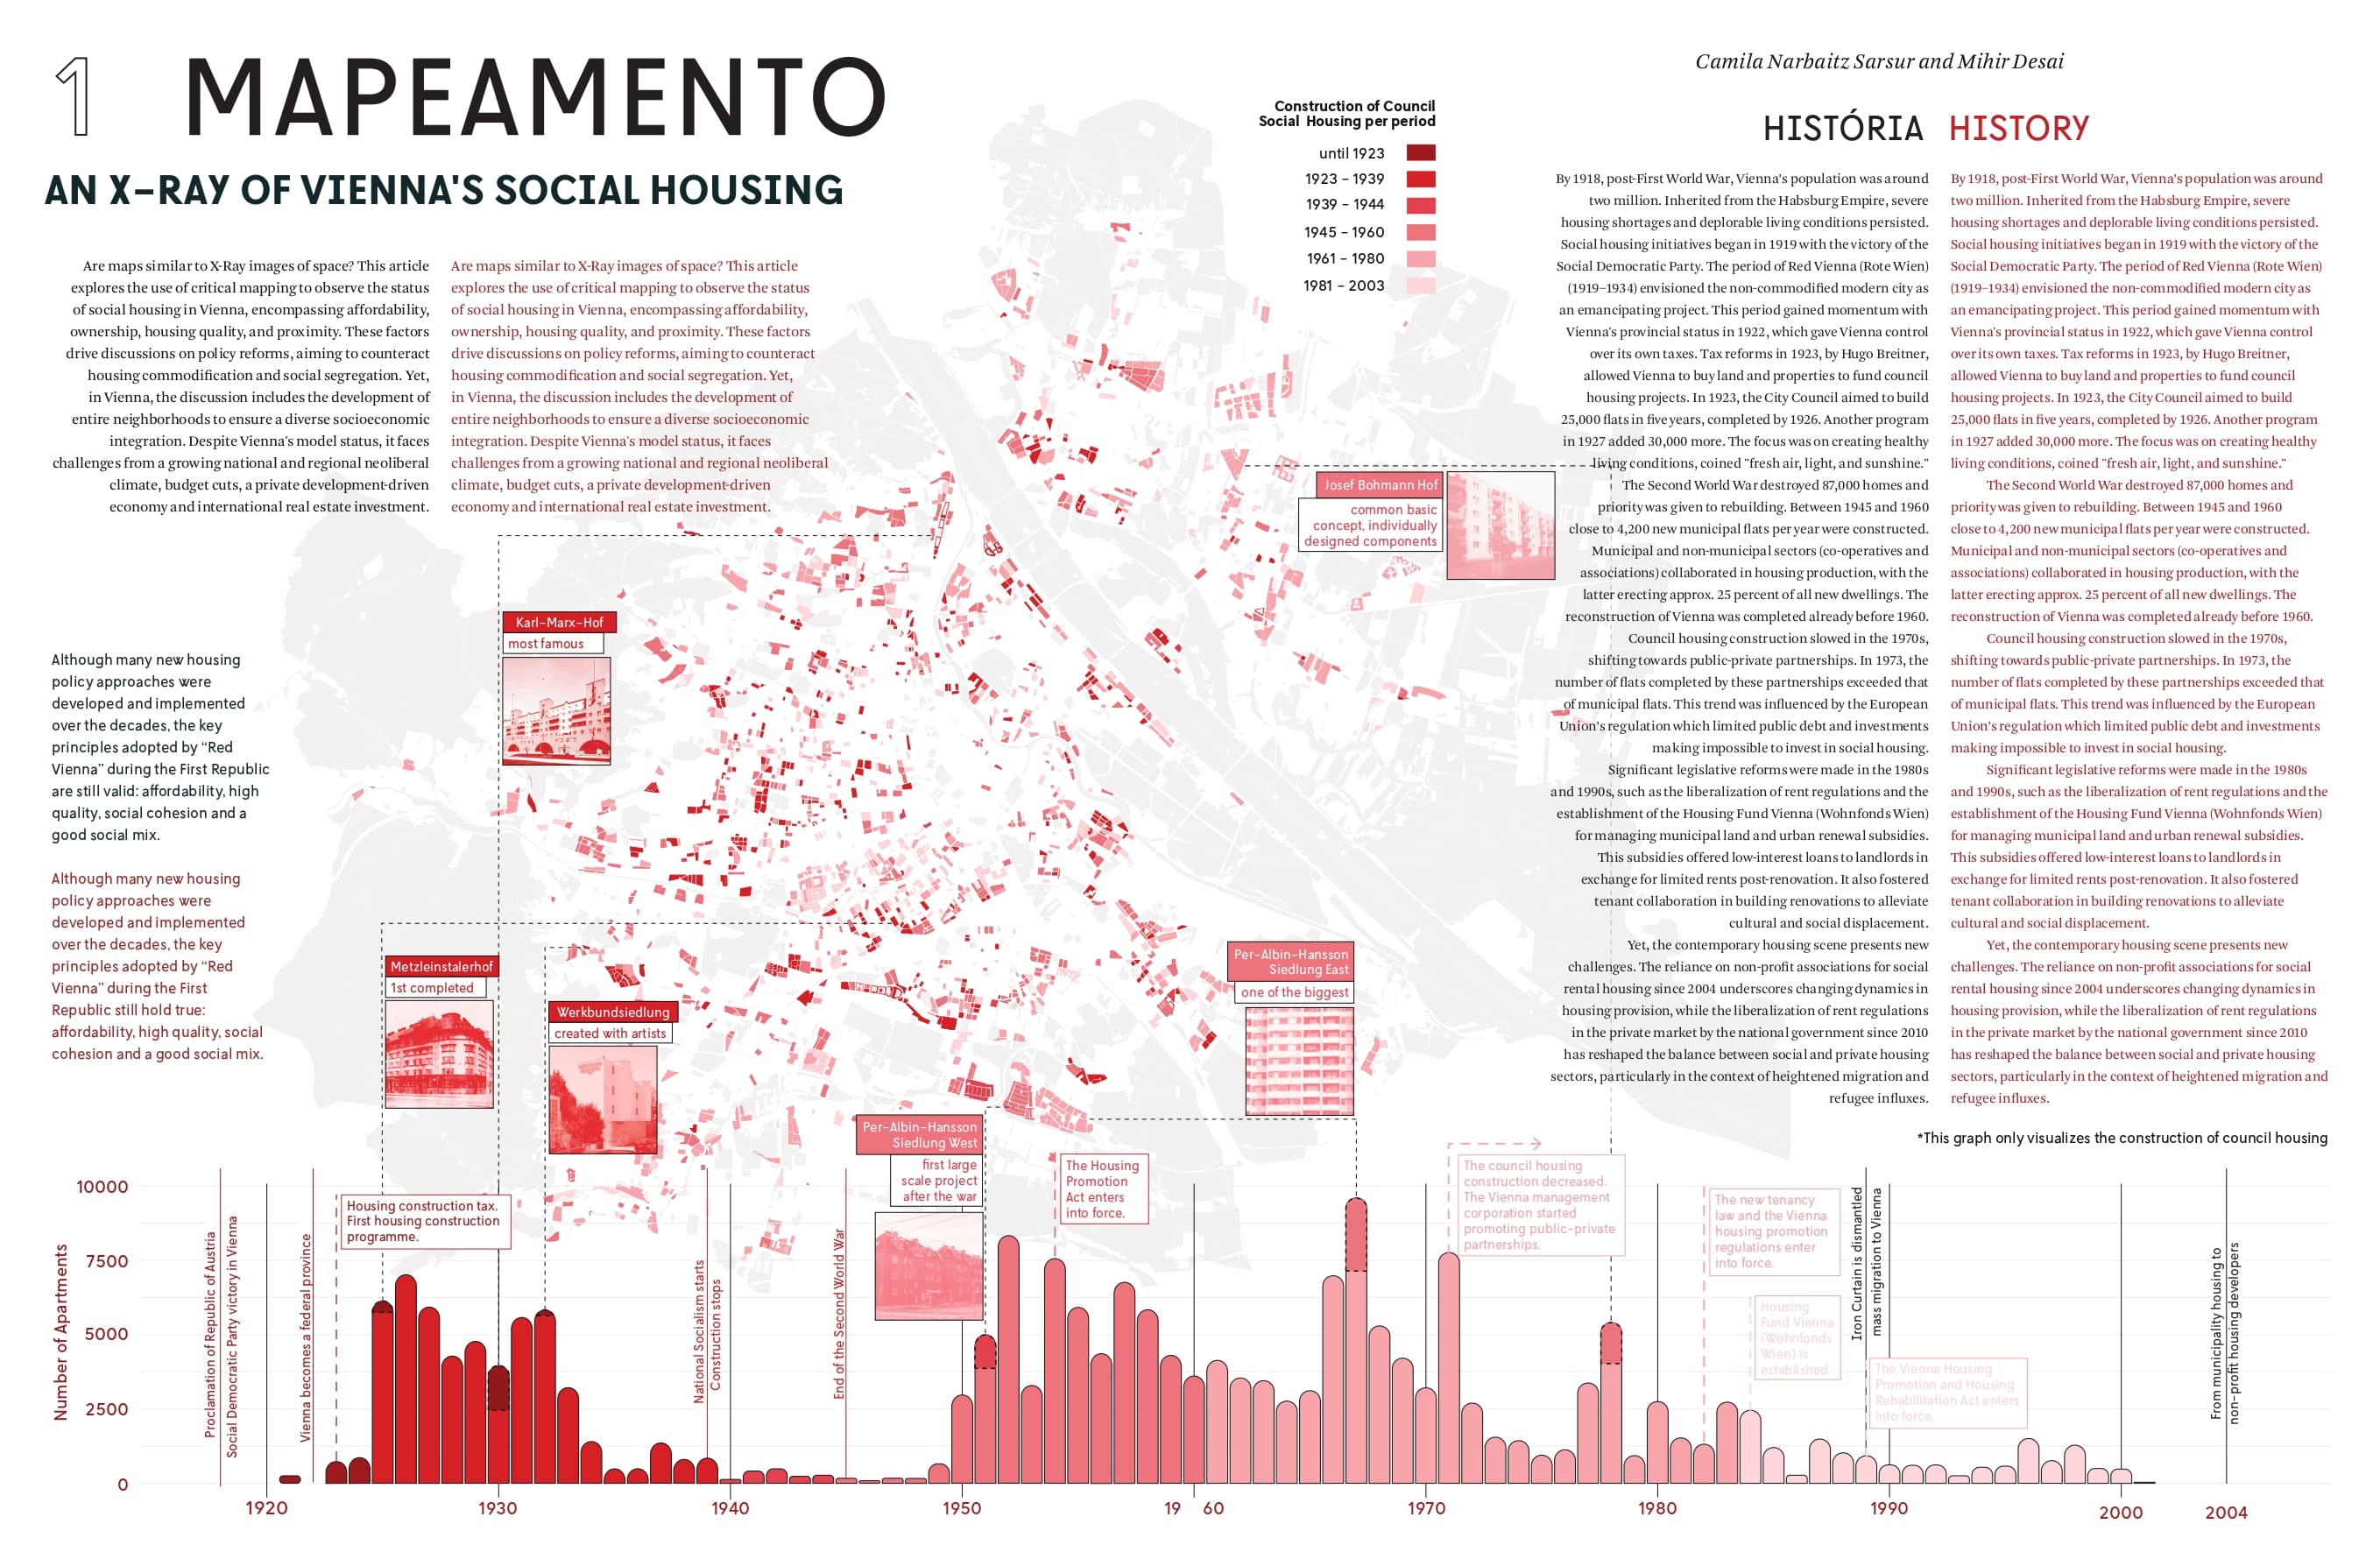 1 MAPEAMENTO
AN X-RAY OF VIENNA'S SOCIAL HOUSING
Are maps similar to X-Ray images of space? This article
explores the use of critical mapping to observe the status
of social housing in Vienna, encompassing affordability,
ownership, housing quality, and proximity. These factors
drive discussions on policy reforms, aiming to counteract
housing commodification and social segregation. Yet,
in Vienna, the discussion includes the development of
entire neighborhoods to ensure a diverse socioeconomic
integration. Despite Vienna's model status, it faces
challenges from a growing national and regional neoliberal
climate, budget cuts, a private development-driven
economy and international real estate investment.
Are maps similar to X-Ray images of space? This article
explores the use of critical mapping to observe the status
of social housing in Vienna, encompassing affordability,
ownership, housing quality, and proximity. These factors
drive discussions on policy reforms, aiming to counteract
housing commodification and social segregation. Yet,
in Vienna, the discussion includes the development of
entire neighborhoods to ensure a diverse socioeconomic
integration. Despite Vienna's model status, it faces
challenges from a growing national and regional neoliberal
climate, budget cuts, a private development-driven
economy and international real estate investment.
Although many new housing
policy approaches were
developed and implemented
over the decades, the key
principles adopted by “Red
Vienna” during the First Republic
are still valid: affordability, high
quality, social cohesion and a
good social mix.
Although many new housing
policy approaches were
developed and implemented
over the decades, the key
principles adopted by “Red
Vienna” during the First
Republic still hold true:
affordability, high quality, social
cohesion and a good social mix.
Construction of Council
Social Housing per period
until 1923
1923 – 1939
1939 – 1944
1945 – 1960
1961 – 1980
1981 – 2003
Camila Narbaitz Sarsur and Mihir Desai
HISTÓRIA HISTORY
By 1918, post-First World War, Vienna's population was around
two million. Inherited from the Habsburg Empire, severe
housing shortages and deplorable living conditions persisted.
Social housing initiatives began in 1919 with the victory of the
Social Democratic Party. The period of Red Vienna (Rote Wien)
(1919–1934) envisioned the non-commodified modern city as
an emancipating project. This period gained momentum with
Vienna's provincial status in 1922, which gave Vienna control
over its own taxes. Tax reforms in 1923, by Hugo Breitner,
allowed Vienna to buy land and properties to fund council
housing projects. In 1923, the City Council aimed to build
25,000 flats in five years, completed by 1926. Another program
in 1927 added 30,000 more. The focus was on creating healthy
living conditions, coined "fresh air, light, and sunshine."
The Second World War destroyed 87,000 homes and
priority was given to rebuilding. Between 1945 and 1960
close to 4,200 new municipal flats per year were constructed.
Municipal and non-municipal sectors (co-operatives and
associations) collaborated in housing production, with the
latter erecting approx. 25 percent of all new dwellings. The
reconstruction of Vienna was completed already before 1960.
Council housing construction slowed in the 1970s,
shifting towards public-private partnerships. In 1973, the
number of flats completed by these partnerships exceeded that
of municipal flats. This trend was influenced by the European
Union's regulation which limited public debt and investments
making impossible to invest in social housing.
Significant legislative reforms were made in the 1980s
and 1990s, such as the liberalization of rent regulations and the
establishment of the Housing Fund Vienna (Wohnfonds Wien)
for managing municipal land and urban renewal subsidies.
This subsidies offered low-interest loans to landlords in
exchange for limited rents post-renovation. It also fostered
tenant collaboration in building renovations to alleviate
cultural and social displacement.
Yet, the contemporary housing scene presents new
challenges. The reliance on non-profit associations for social
rental housing since 2004 underscores changing dynamics in
housing provision, while the liberalization of rent regulations
in the private market by the national government since 2010
has reshaped the balance between social and private housing
sectors, particularly in the context of heightened migration and
refugee influxes.
By 1918, post-First World War, Vienna's population was around
two million. Inherited from the Habsburg Empire, severe
housing shortages and deplorable living conditions persisted.
Social housing initiatives began in 1919 with the victory of the
Social Democratic Party. The period of Red Vienna (Rote Wien)
(1919–1934) envisioned the non-commodified modern city as
an emancipating project. This period gained momentum with
Vienna's provincial status in 1922, which gave Vienna control
over its own taxes. Tax reforms in 1923, by Hugo Breitner,
allowed Vienna to buy land and properties to fund council
housing projects. In 1923, the City Council aimed to build
25,000 flats in five years, completed by 1926. Another program
in 1927 added 30,000 more. The focus was on creating healthy
living conditions, coined "fresh air, light, and sunshine."
The Second World War destroyed 87,000 homes and
priority was given to rebuilding. Between 1945 and 1960
close to 4,200 new municipal flats per year were constructed.
Municipal and non-municipal sectors (co-operatives and
associations) collaborated in housing production, with the
latter erecting approx. 25 percent of all new dwellings. The
reconstruction of Vienna was completed already before 1960.
Council housing construction slowed in the 1970s,
shifting towards public-private partnerships. In 1973, the
number of flats completed by these partnerships exceeded that
of municipal flats. This trend was influenced by the European
Union's regulation which limited public debt and investments
making impossible to invest in social housing.
Significant legislative reforms were made in the 1980s
and 1990s, such as the liberalization of rent regulations and the
establishment of the Housing Fund Vienna (Wohnfonds Wien)
for managing municipal land and urban renewal subsidies.
This subsidies offered low-interest loans to landlords in
exchange for limited rents post-renovation. It also fostered
tenant collaboration in building renovations to alleviate
cultural and social displacement.
Yet, the contemporary housing scene presents new
challenges. The reliance on non-profit associations for social
rental housing since 2004 underscores changing dynamics in
housing provision, while the liberalization of rent regulations
in the private market by the national government since 2010
has reshaped the balance between social and private housing
sectors, particularly in the context of heightened migration and
refugee influxes.
*This graph only visualizes the construction of council housing
Josef Bohmann Hof
common basic
concept, individually
designed components
Karl-Marx-Hof
most famous
Metzleinstalerhof
1st completed
Werkbundsiedlung
created with artists
Per-Albin-Hansson
Siedlung East
one of the biggest
Per-Albin-Hansson
Siedlung West
first large
scale project
after the war
Number of Apartments
10000
7500
5000
2500
0
Proclamation of Republic of Austria
Social Democratic Party victory in Vienna
Vienna becomes a federal province
Housing construction tax.
First housing construction
programme.
National Socialism starts
Construction stops
End of the Second World War
The Housing
Promotion
Act enters
into force.
The council housing
construction decreased.
The Vienna management
corporation started
promoting public-private
partnerships.
The new tenancy
law and the Vienna
housing promotion
regulations enter
into force.
Housing
Fund Vienna
(Wohnfonds
Wien) is
established.
Iron Curtain is dismantled
mass migration to Vienna
The Vienna Housing
Promotion and Housing
Rehabilitation Act enters
into force.
From municipality housing to
non-profit housing developers
1920 1930 1940 1950 19 60 1970 1980 1990 2000 2004